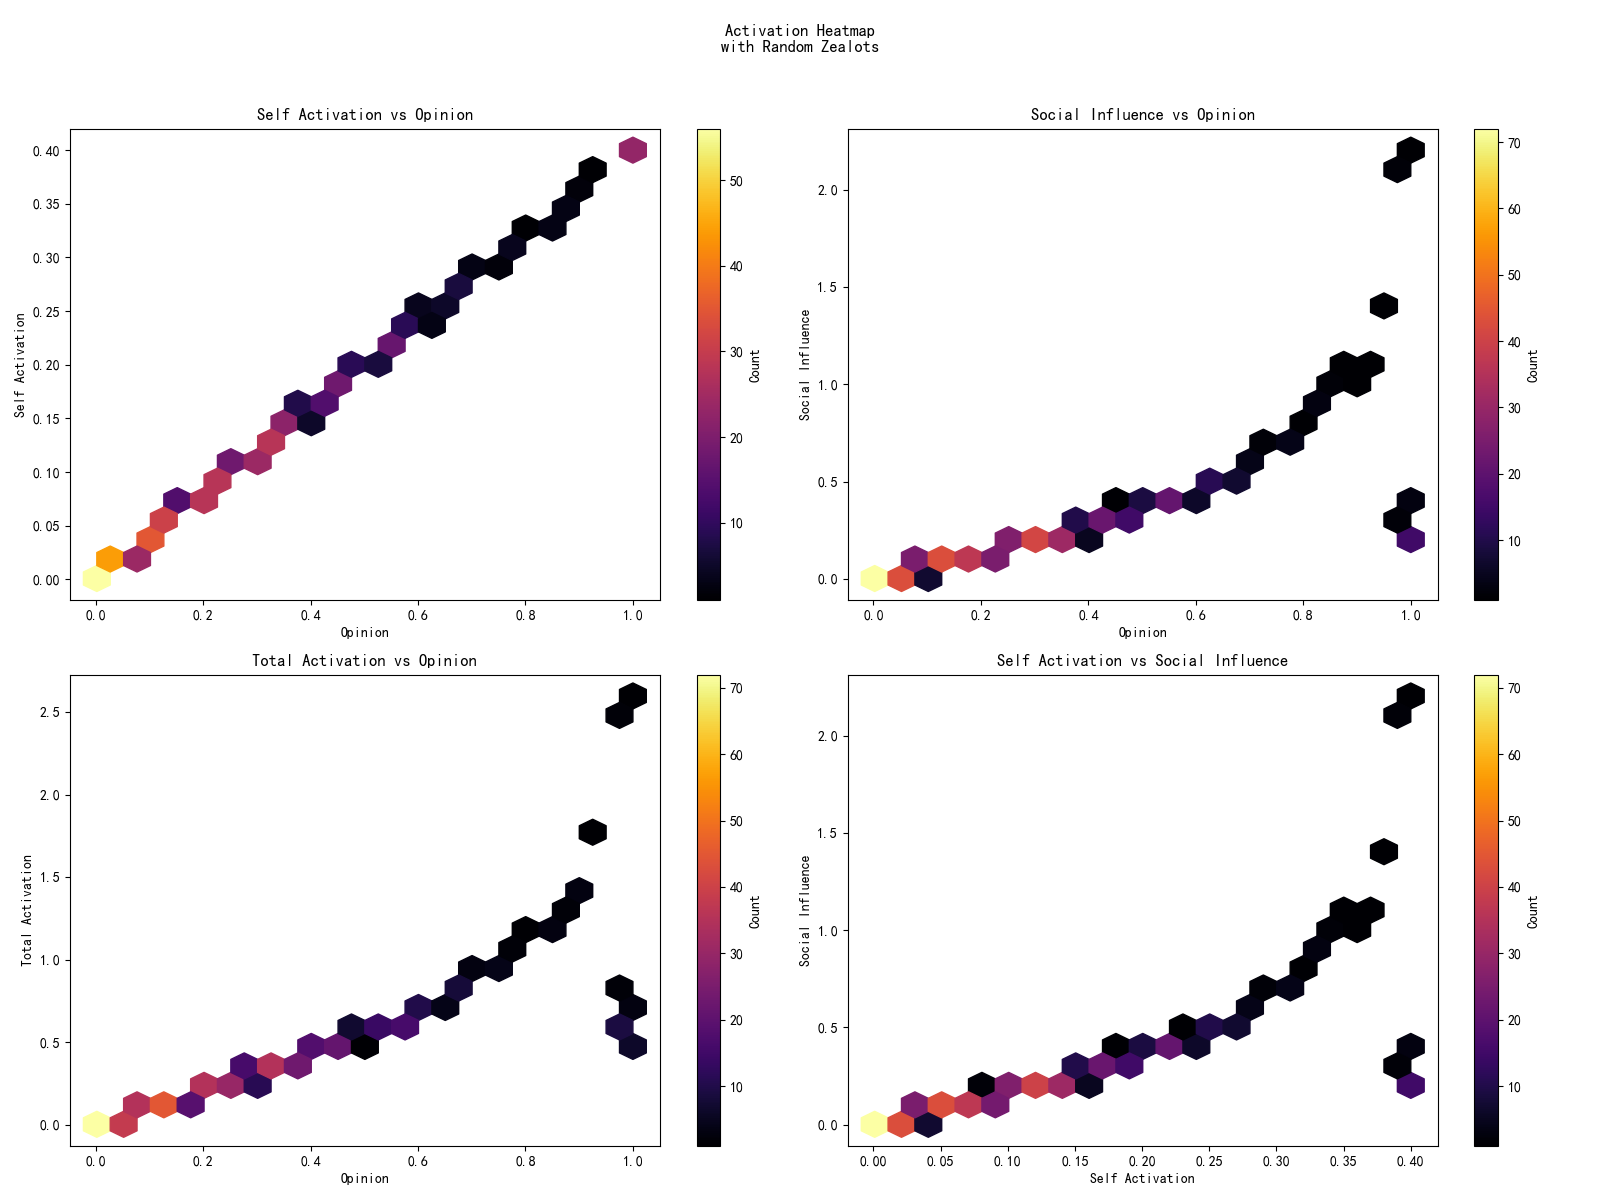 Activation Heatmap
with Random Zealots
Self Activation vs Opinion
Self Activation
0.40
0.35
0.30
0.25
0.20
0.15
0.10
0.05
0.00
0.0 0.2 0.4 0.6 0.8 1.0
Opinion
50
40
30
20
10
Count
Social Influence vs Opinion
Social Influence
2.0
1.5
1.0
0.5
0.0
0.0 0.2 0.4 0.6 0.8 1.0
Opinion
70
60
50
40
30
20
10
Count
Total Activation vs Opinion
Total Activation
2.5
2.0
1.5
1.0
0.5
0.0
0.0 0.2 0.4 0.6 0.8 1.0
Opinion
70
60
50
40
30
20
10
Count
Self Activation vs Social Influence
Social Influence
2.0
1.5
1.0
0.5
0.0
0.00 0.05 0.10 0.15 0.20 0.25 0.30 0.35 0.40
Self Activation
70
60
50
40
30
20
10
Count